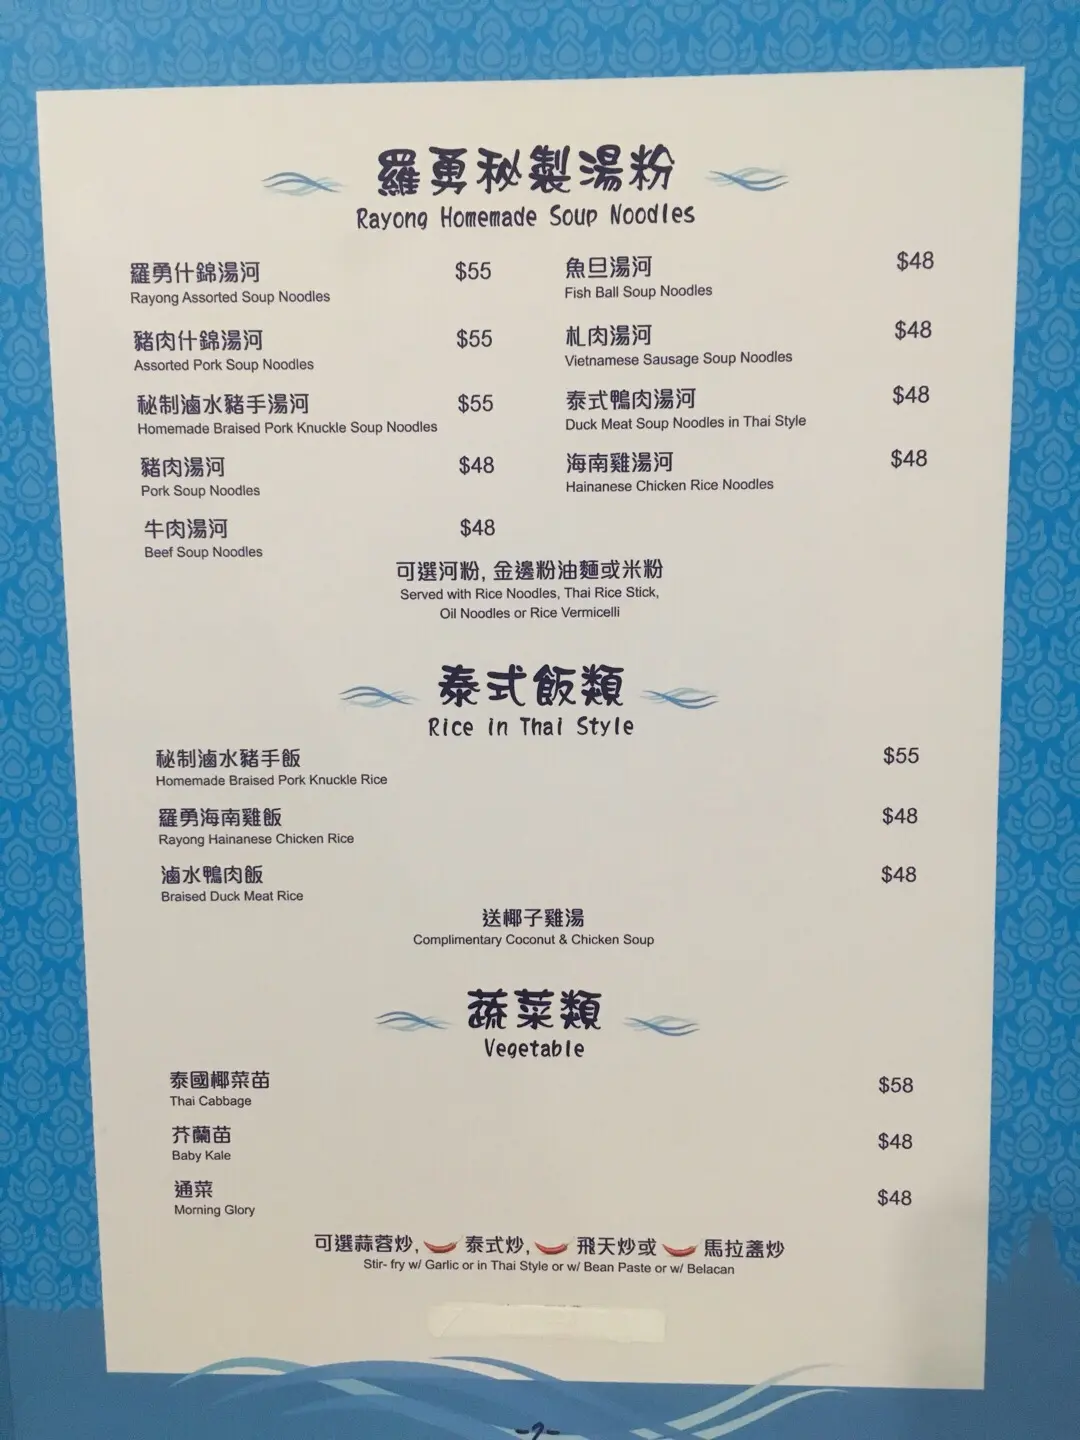 羅勇秘製湯粉
Rayong Homemade Soup Noodles
羅勇什錦湯河 $55
Rayong Assorted Soup Noodles
豬肉什錦湯河 $55
Assorted Pork Soup Noodles
秘制滷水豬手湯河 $55
Homemade Braised Pork Knuckle Soup Noodles
豬肉湯河 $48
Pork Soup Noodles
牛肉湯河 $48
Beef Soup Noodles
魚旦湯河 $48
Fish Ball Soup Noodles
札肉湯河 $48
Vietnamese Sausage Soup Noodles
泰式鴨肉湯河 $48
Duck Meat Soup Noodles in Thai Style
海南雞湯河 $48
Hainanese Chicken Rice Noodles
可選河粉, 金邊粉油麵或米粉
Served with Rice Noodles, Thai Rice Stick,
Oil Noodles or Rice Vermicelli
泰式飯類
Rice in Thai Style
秘制滷水豬手飯 $55
Homemade Braised Pork Knuckle Rice
羅勇海南雞飯 $48
Rayong Hainanese Chicken Rice
滷水鴨肉飯 $48
Braised Duck Meat Rice
送椰子雞湯
Complimentary Coconut & Chicken Soup
蔬菜類
Vegetable
泰國椰菜苗 $58
Thai Cabbage
芥蘭苗 $48
Baby Kale
通菜 $48
Morning Glory
可選蒜蓉炒, 泰式炒, 飛天炒或 馬拉盞炒
Stir- fry w/ Garlic or in Thai Style or w/ Bean Paste or w/ Belacan